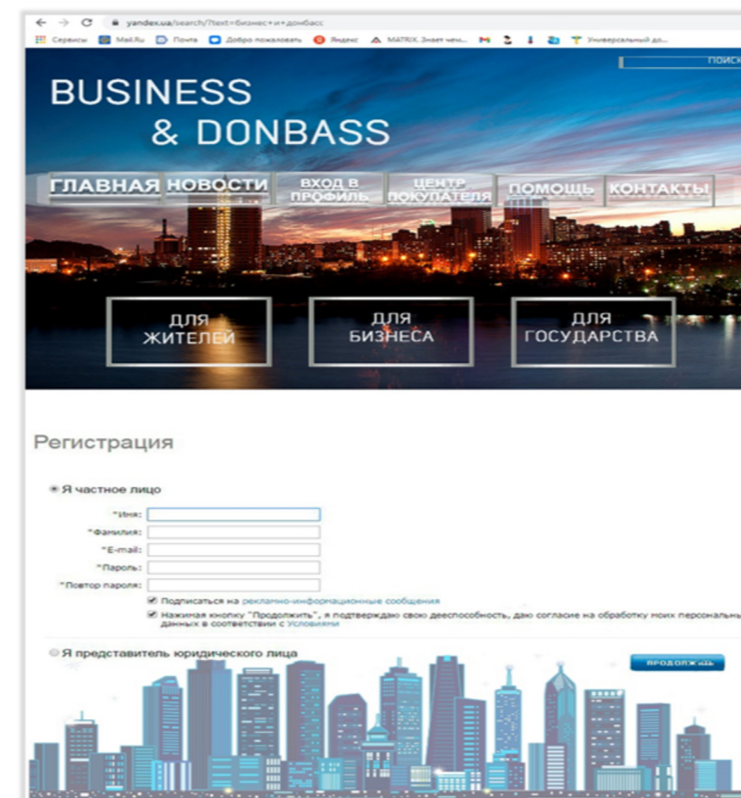 yandex.ua/search/?text=бизнес+и+донбасс
Сервисы Mail.Ru Почта Добро пожаловать Яндекс MATRIX. Знает чем... Универсальный до...
ПОИСК
BUSINESS
& DONBASS
ГЛАВНАЯ НОВОСТИ ВХОД В ПРОФИЛЬ ЦЕНТР ПОКУПАТЕЛЯ ПОМОЩЬ КОНТАКТЫ
ДЛЯ ЖИТЕЛЕЙ
ДЛЯ БИЗНЕСА
ДЛЯ ГОСУДАРСТВА
Регистрация
Я частное лицо
*Имя:
*Фамилия:
*E-mail:
*Пароль:
*Повтор пароля:
Подписаться на рекламно-информационные сообщения
Нажимая кнопку "Продолжить", я подтверждаю свою дееспособность, даю согласие на обработку моих персональны
данных в соответствии с Условиями
Я представитель юридического лица
ПРОДОЛЖ